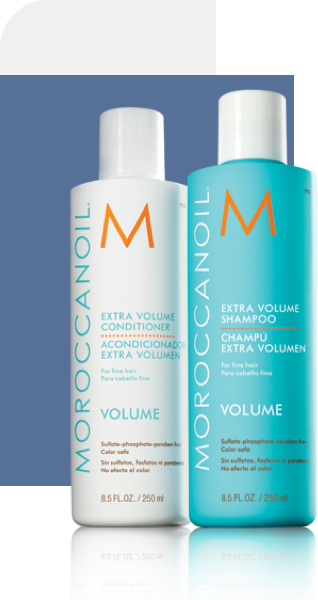 MOROCCANOIL
M
EXTRA VOLUME
CONDITIONER
ACONDICIONADOR
EXTRA VOLUMEN
For fine hair
Para cabello fino
VOLUME
Sulfate-phosphate-paraben free
Color safe
Sin sulfatos, fosfatos ni parabenos
No afecta el color
8.5 FL.OZ. / 250 ml
MOROCCANOIL
M
EXTRA VOLUME
SHAMPOO
CHAMPÚ
EXTRA VOLUMEN
For fine hair
Para cabello fino
VOLUME
Sulfate-phosphate-paraben free
Color safe
Sin sulfatos, fosfatos ni parabenos
No afecta el color
8.5 FL.OZ. / 250 ml